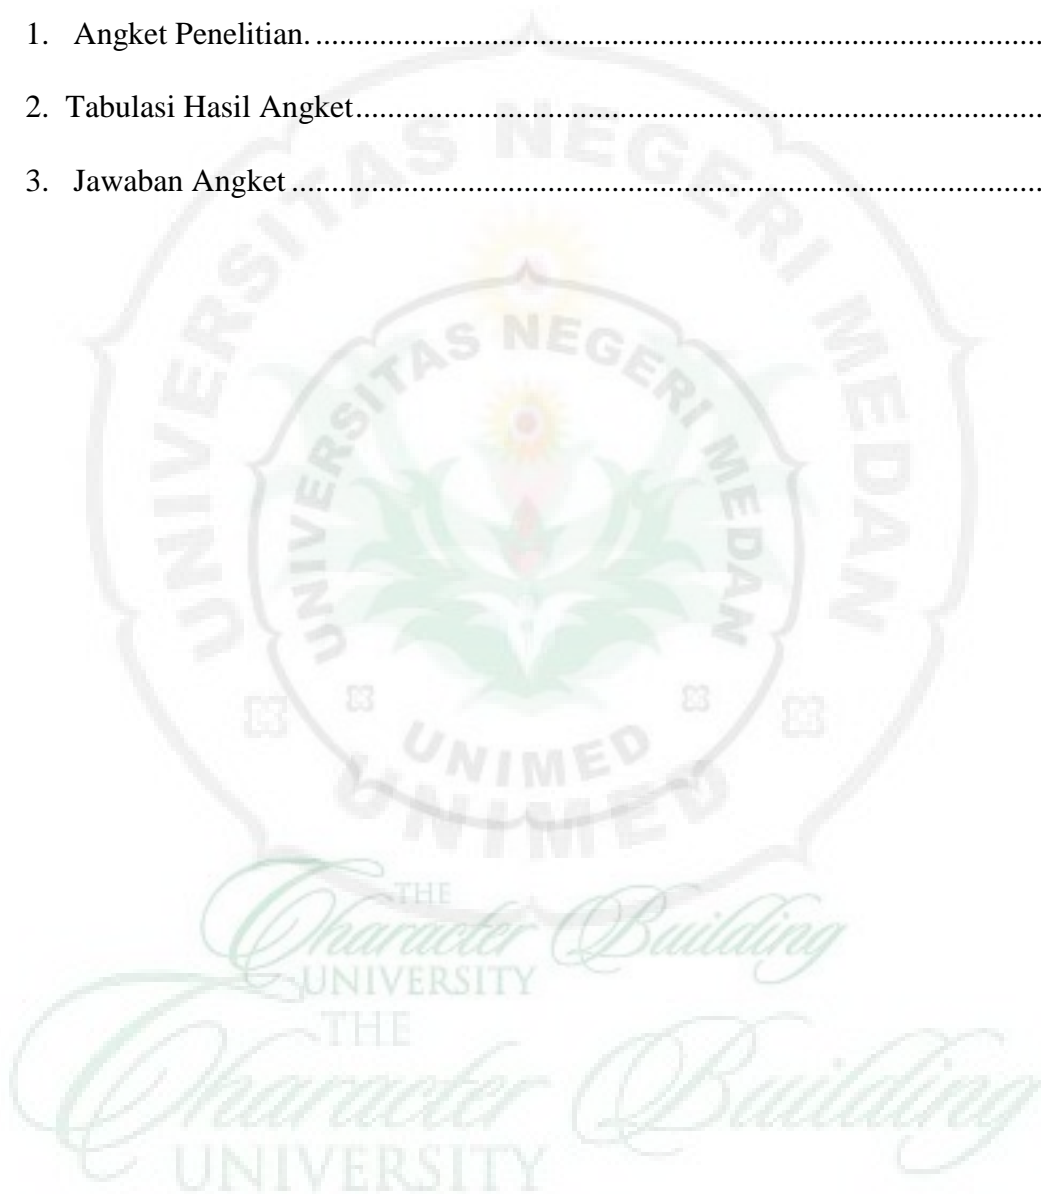 1. Angket Penelitian. ..........................................................................................
2. Tabulasi Hasil Angket.....................................................................................
3. Jawaban Angket .............................................................................................
UNIVERSITAS NEGERI MEDAN
UNIVERSITAS NEGERI MEDAN
UNIMED
UNIMED
THE
Character Building
UNIVERSITY
THE
Character Building
UNIVERSITY